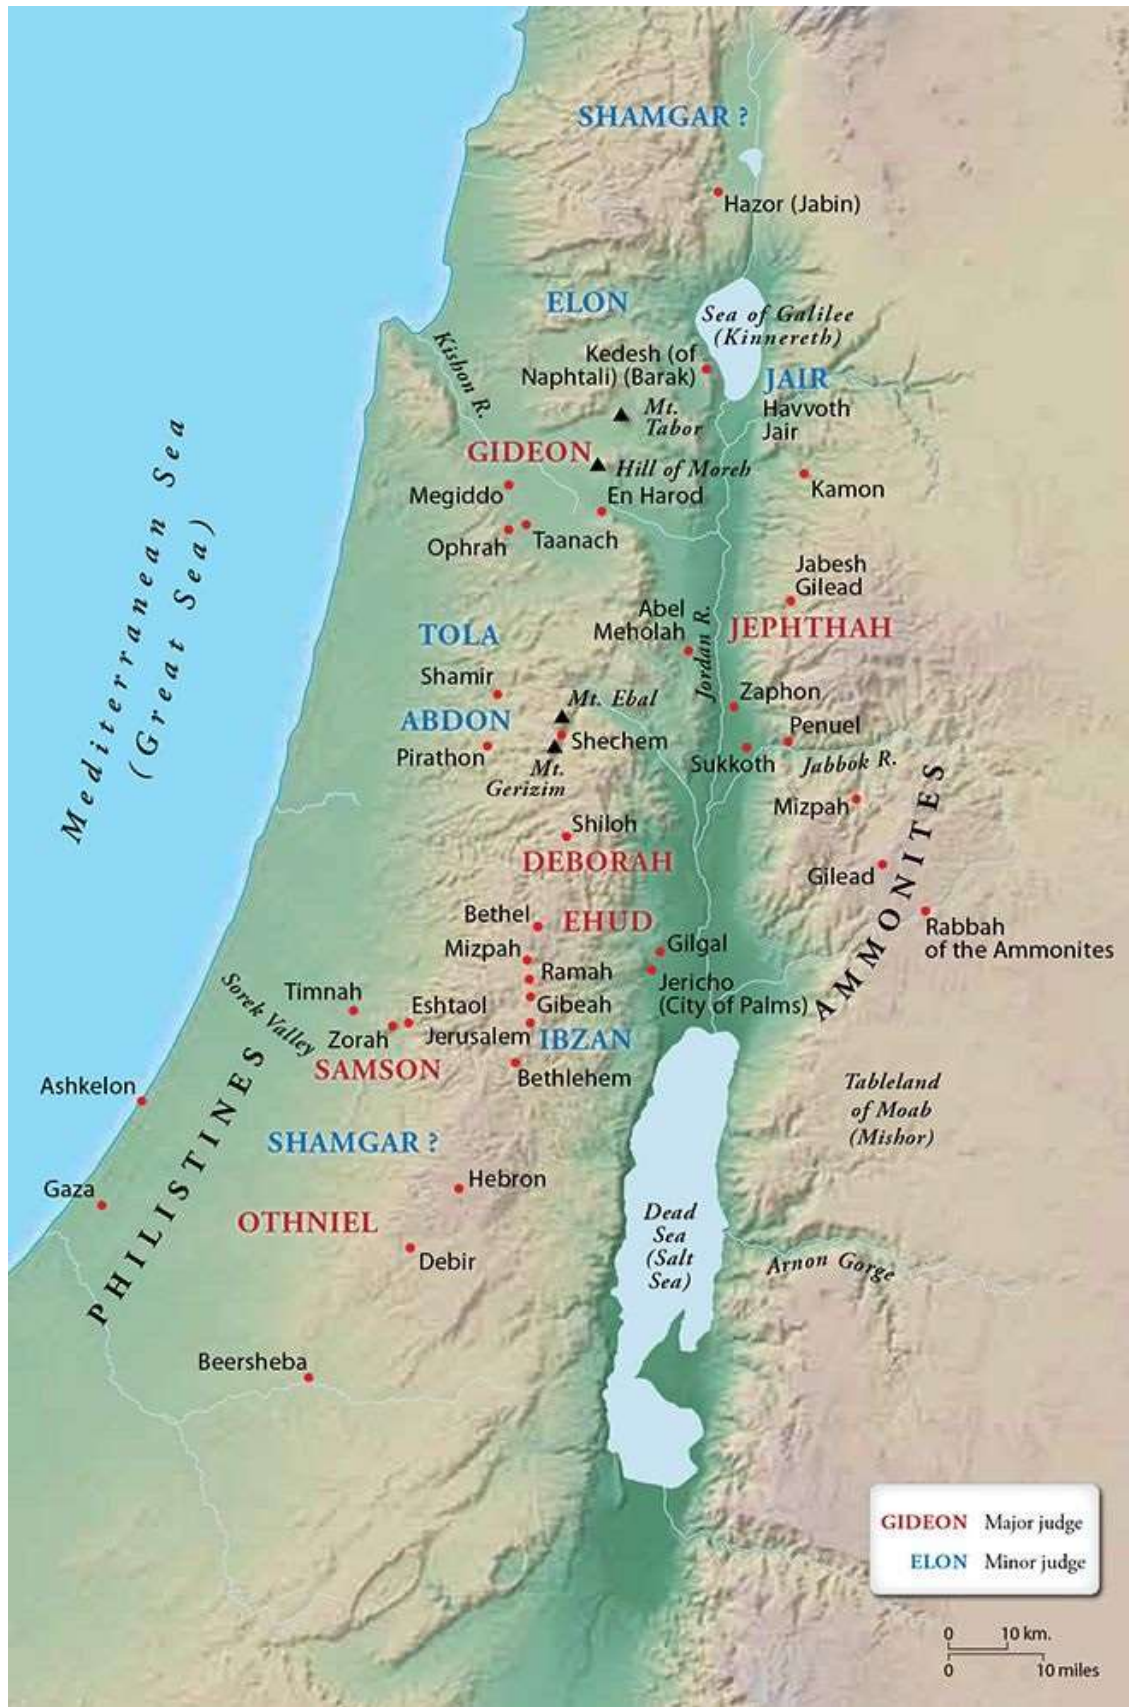 SHAMGAR ?
Hazor (Jabin)
ELON
Sea of Galilee
(Kinnereth)
Kishon R.
Kedesh (of
Naphtali) (Barak)
JAIR
Havvoth
Jair
Mt.
Tabor
GIDEON
Hill of Moreh
Megiddo
En Harod
Kamon
Ophrah
Taanach
Mediterranean Sea
(Great Sea)
Jabesh
Gilead
Abel
Meholah
Jordan R.
JEPHTHAH
TOLA
Shamir
Mt. Ebal
Zaphon
ABDON
Pirathon
Shechem
Penuel
Sukkoth
Jabbok R.
Mt.
Gerizim
Mizpah
Shiloh
DEBORAH
Gilead
AMMONITES
Bethel
EHUD
Rabbah
of the Ammonites
Mizpah
Gilgal
Ramah
Jericho
(City of Palms)
Sorek Valley
Timnah
Eshtaol
Gibeah
Zorah
Jerusalem
IBZAN
SAMSON
Bethlehem
Ashkelon
PHILISTINES
Tableland
of Moab
(Mishor)
SHAMGAR ?
Gaza
Hebron
OTHNIEL
Dead
Sea
(Salt
Sea)
Debir
Arnon Gorge
Beersheba
GIDEON Major judge
ELON Minor judge
0 10 km.
0 10 miles